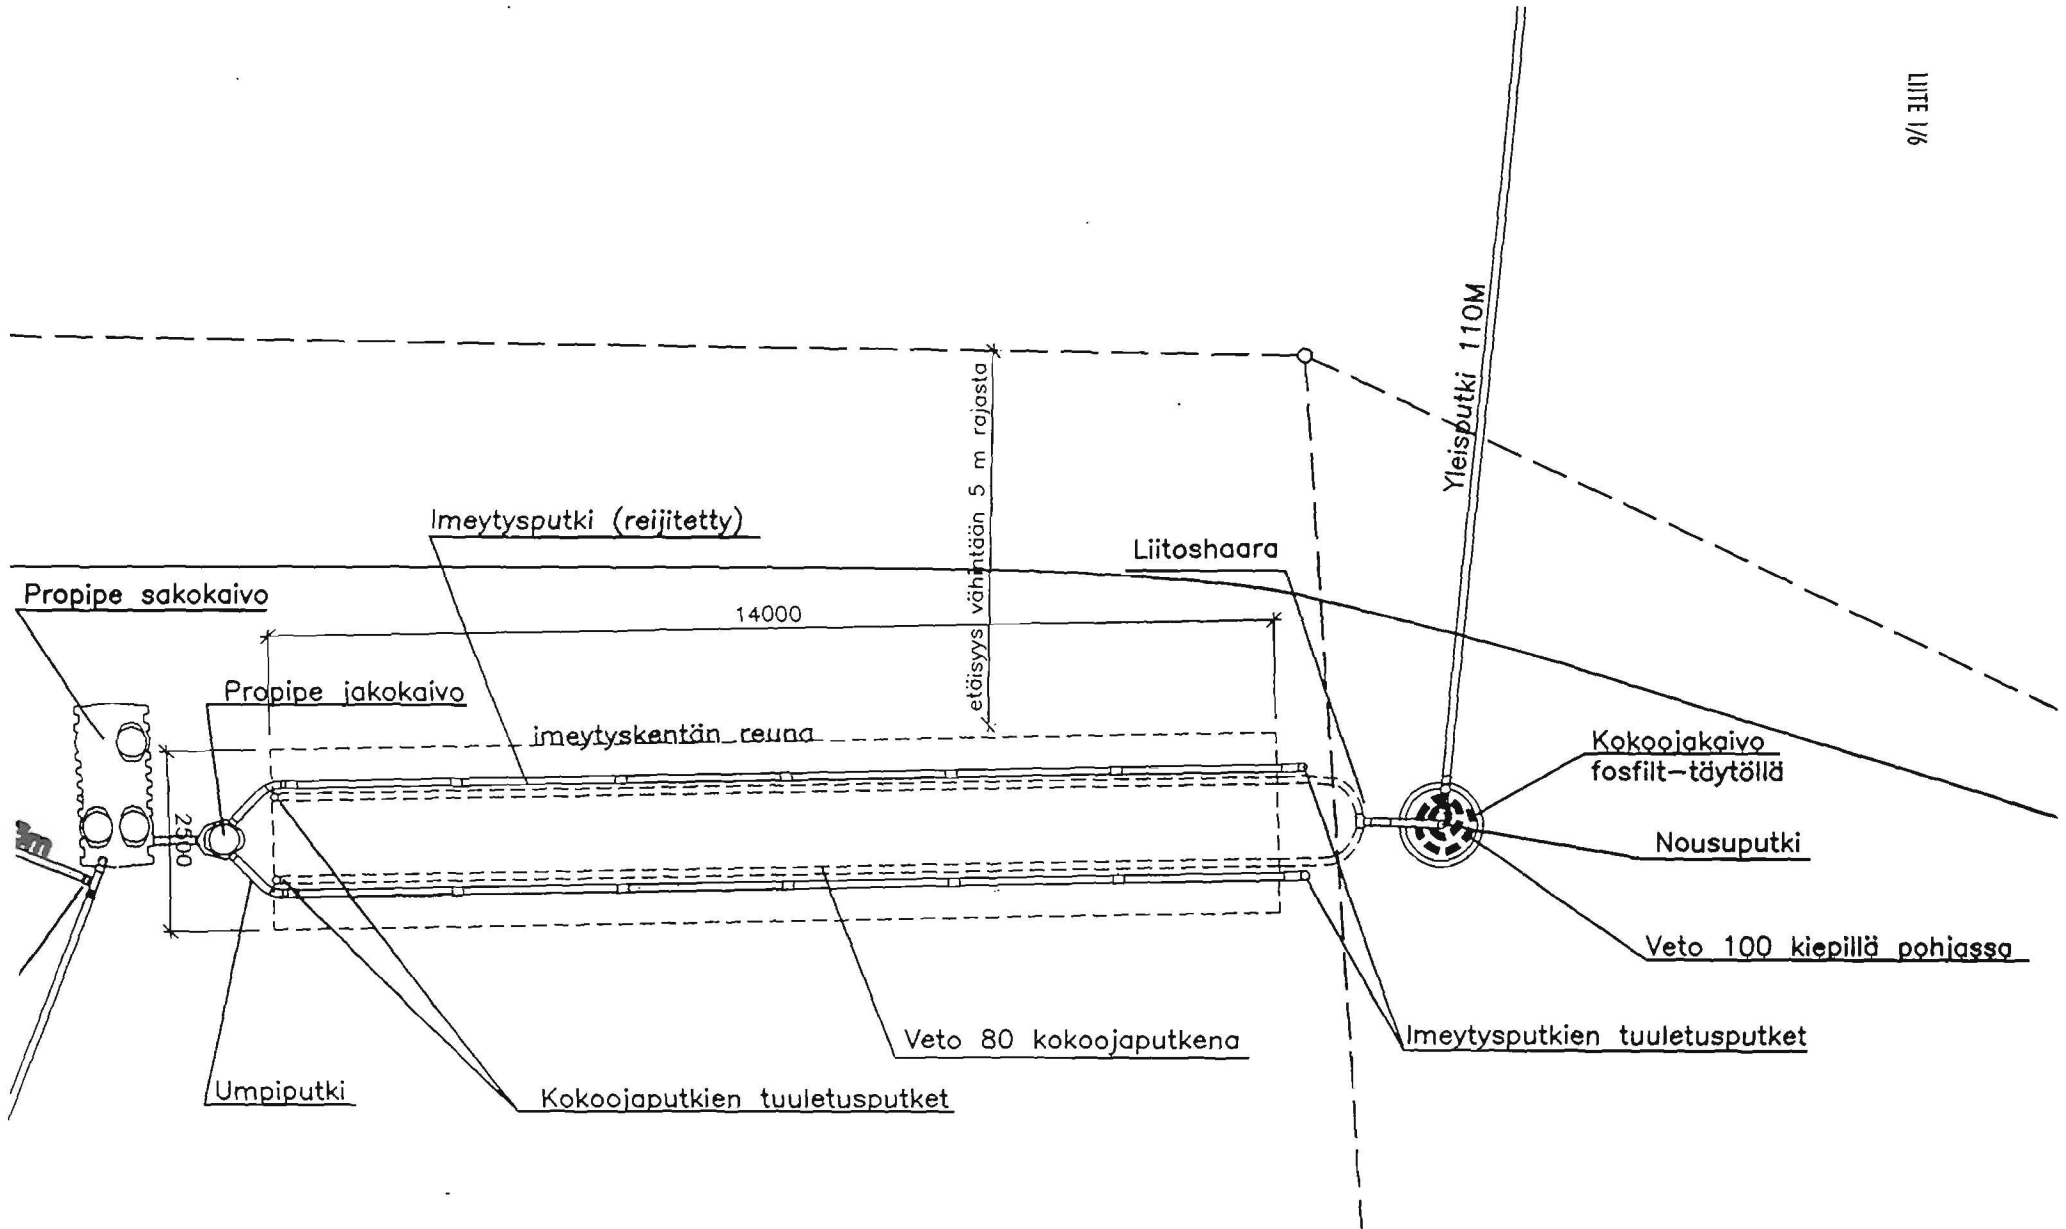 LIITE 1/6
Yleisputki 110M
etäisyys vähintään 5 m rajasta
Imeytysputki (reijitetty)
Liitoshaara
Propipe sakokaivo
14000
Propipe jakokaivo
imeytyskentän reuna
Kokoojakaivo
fosfilt-täytöllä
2500
Nousuputki
Veto 100 kiepillä pohjassa
Veto 80 kokoojaputkena
Imeytysputkien tuuletusputket
Umpiputki
Kokoojaputkien tuuletusputket